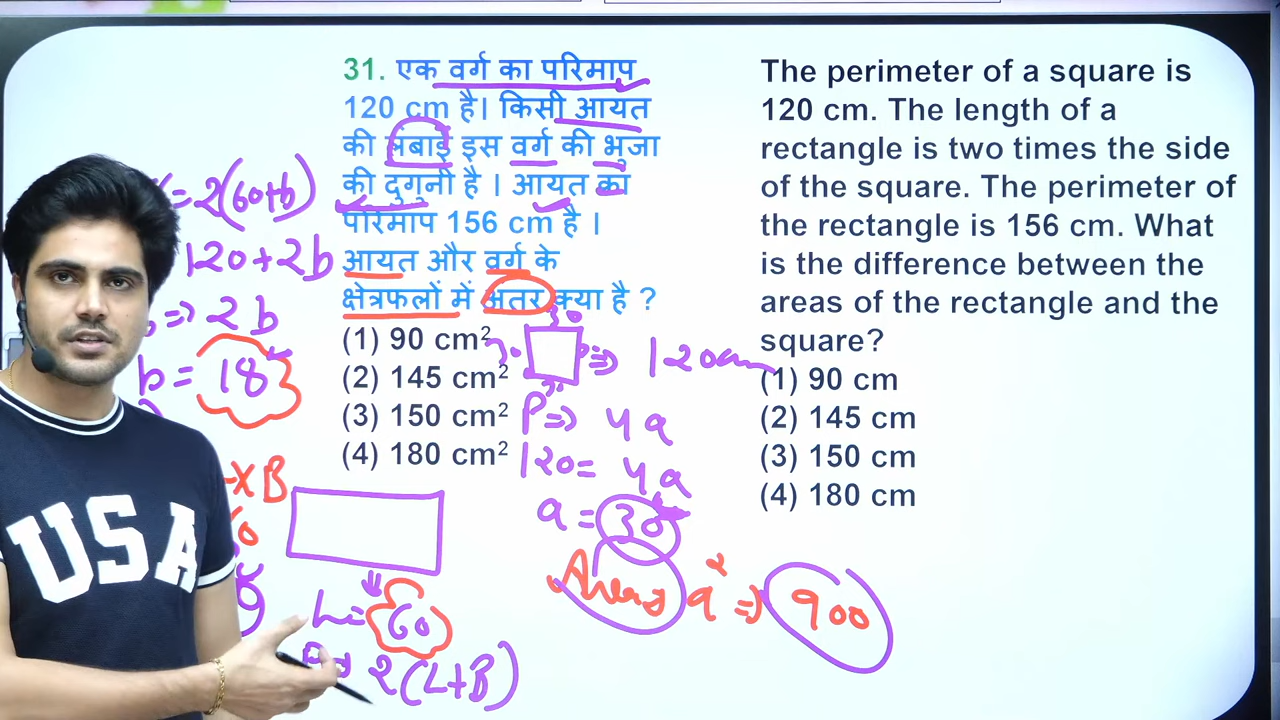 31. एक वर्ग का परिमाप
120 cm है। किसी आयत
की लंबाई इस वर्ग की भुजा
की दुगुनी है । आयत का
परिमाप 156 cm है ।
आयत और वर्ग के
क्षेत्रफलों में अंतर क्या है ?
(1) 90 cm²
(2) 145 cm²
(3) 150 cm²
(4) 180 cm²
The perimeter of a square is
120 cm. The length of a
rectangle is two times the side
of the square. The perimeter of
the rectangle is 156 cm. What
is the difference between the
areas of the rectangle and the
square?
(1) 90 cm
(2) 145 cm
(3) 150 cm
(4) 180 cm
=2(60+b)
120+2b
=> 2b
b = 18
XB
L= 60
2(L+B)
30
=> 120cm
P=> 4a
120= 4a
a = 30
Area => a² => 900
USA